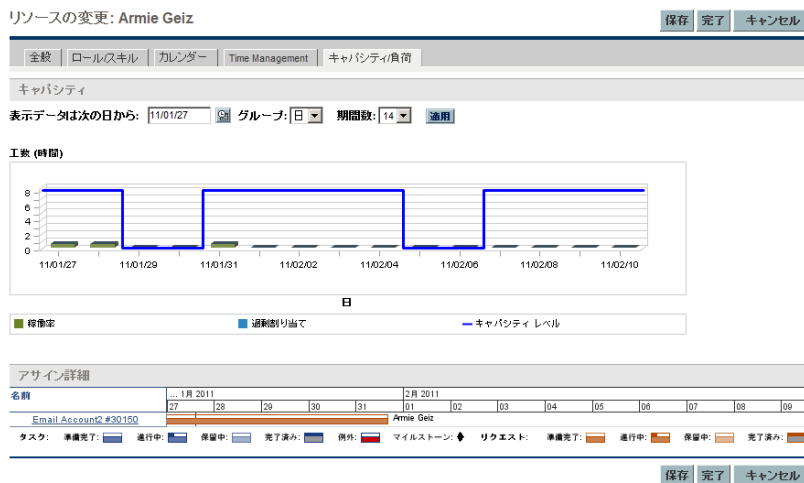 リソースの変更: Armie Geiz
保存 完了 キャンセル
全般 ロール/スキル カレンダー Time Management キャパシティ/負荷
キャパシティ
表示データは次の日から: 11/01/27 グループ: 日 期間数: 14 適用
工数 (時間)
8
6
4
2
0
11/01/27 11/01/29 11/01/31 11/02/02 11/02/04 11/02/06 11/02/08 11/02/10
日
稼働率 過剰割り当て キャパシティ レベル
アサイン詳細
名前 ... 1月 2011 2月 2011
27 28 29 30 31 01 02 03 04 05 06 07 08 09
Email Account2 #30150 Armie Geiz
タスク: 準備完了: 進行中: 保留中: 完了済み: 例外: マイルストーン: リクエスト: 準備完了: 進行中: 保留中: 完了済み:
保存 完了 キャンセル